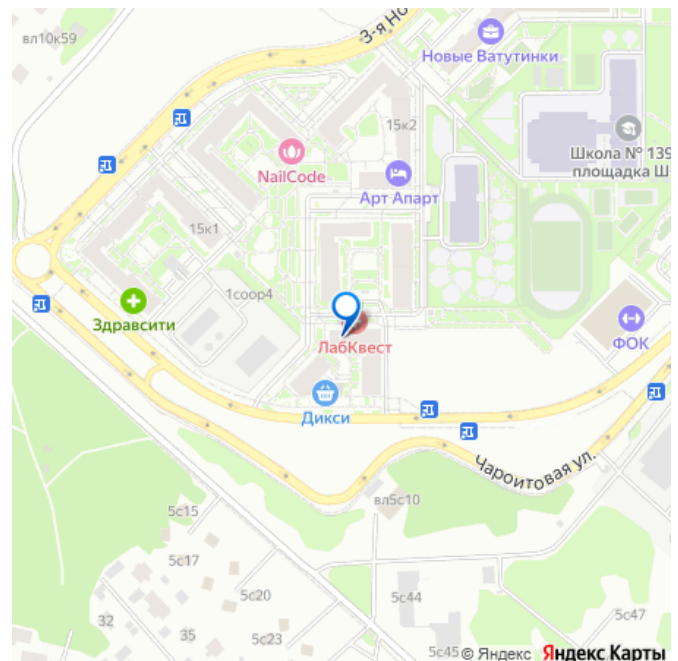 вл10к59
3-я Но
Новые Ватутинки
15к2
Школа № 139
площадка Ш
NailCode
Арт Апарт
15к1
1соор4
Здравсити
ФОК
ЛабКвест
Дикси
Чароитовая ул.
вл5с10
5с15
5с17
5с20
5с44
5с47
32
35
5с23
5с45
© Яндекс Яндекс Карты